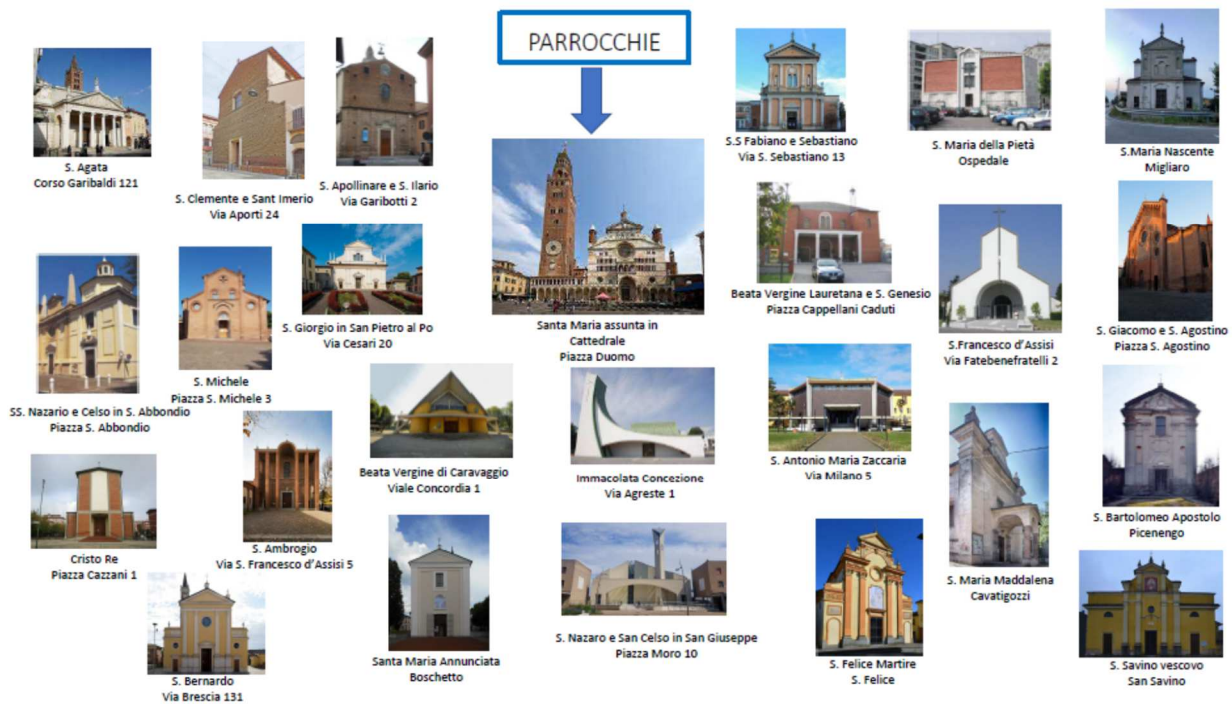 PARROCCHIE
S. Agata
Corso Garibaldi 121
S. Clemente e Sant Imerio
Via Aporti 24
S. Apollinare e S. Ilario
Via Garibotti 2
S.S Fabiano e Sebastiano
Via S. Sebastiano 13
S. Maria della Pietà
Ospedale
S.Maria Nascente
Migliaro
SS. Nazario e Celso in S. Abbondio
Piazza S. Abbondio
S. Michele
Piazza S. Michele 3
S. Giorgio in San Pietro al Po
Via Cesari 20
Santa Maria assunta in
Cattedrale
Piazza Duomo
Beata Vergine Lauretana e S. Genesio
Piazza Cappellani Caduti
S.Francesco d'Assisi
Via Fatebenefratelli 2
S. Giacomo e S. Agostino
Piazza S. Agostino
Cristo Re
Piazza Cazzani 1
S. Ambrogio
Via S. Francesco d'Assisi 5
Beata Vergine di Caravaggio
Viale Concordia 1
Immacolata Concezione
Via Agreste 1
S. Antonio Maria Zaccaria
Via Milano 5
S. Maria Maddalena
Cavatigozzi
S. Bartolomeo Apostolo
Picenengo
S. Bernardo
Via Brescia 131
Santa Maria Annunciata
Boschetto
S. Nazaro e San Celso in San Giuseppe
Piazza Moro 10
S. Felice Martire
S. Felice
S. Savino vescovo
San Savino